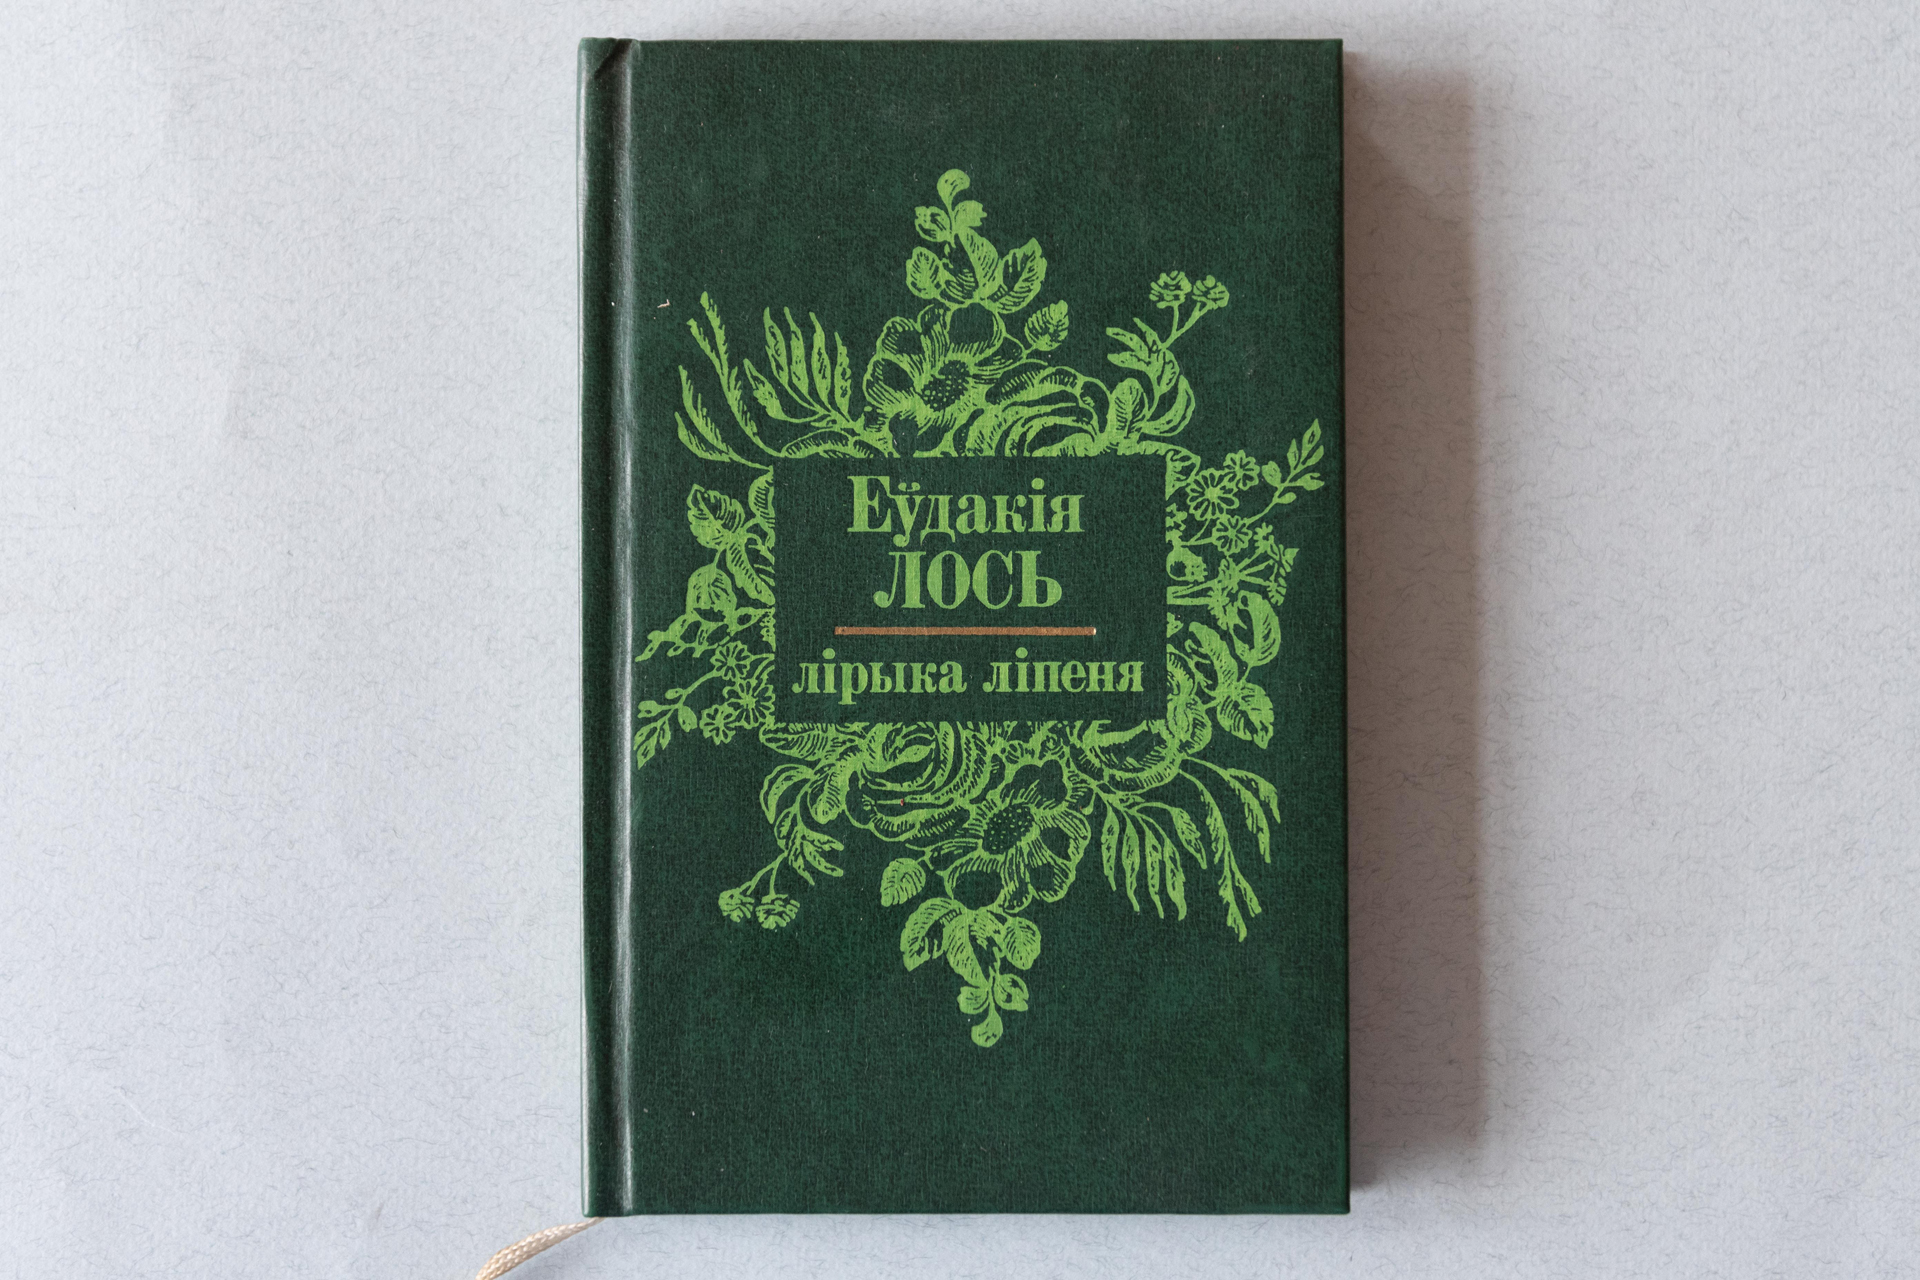 Еўдакія
ЛОСЬ
лірыка ліпеня